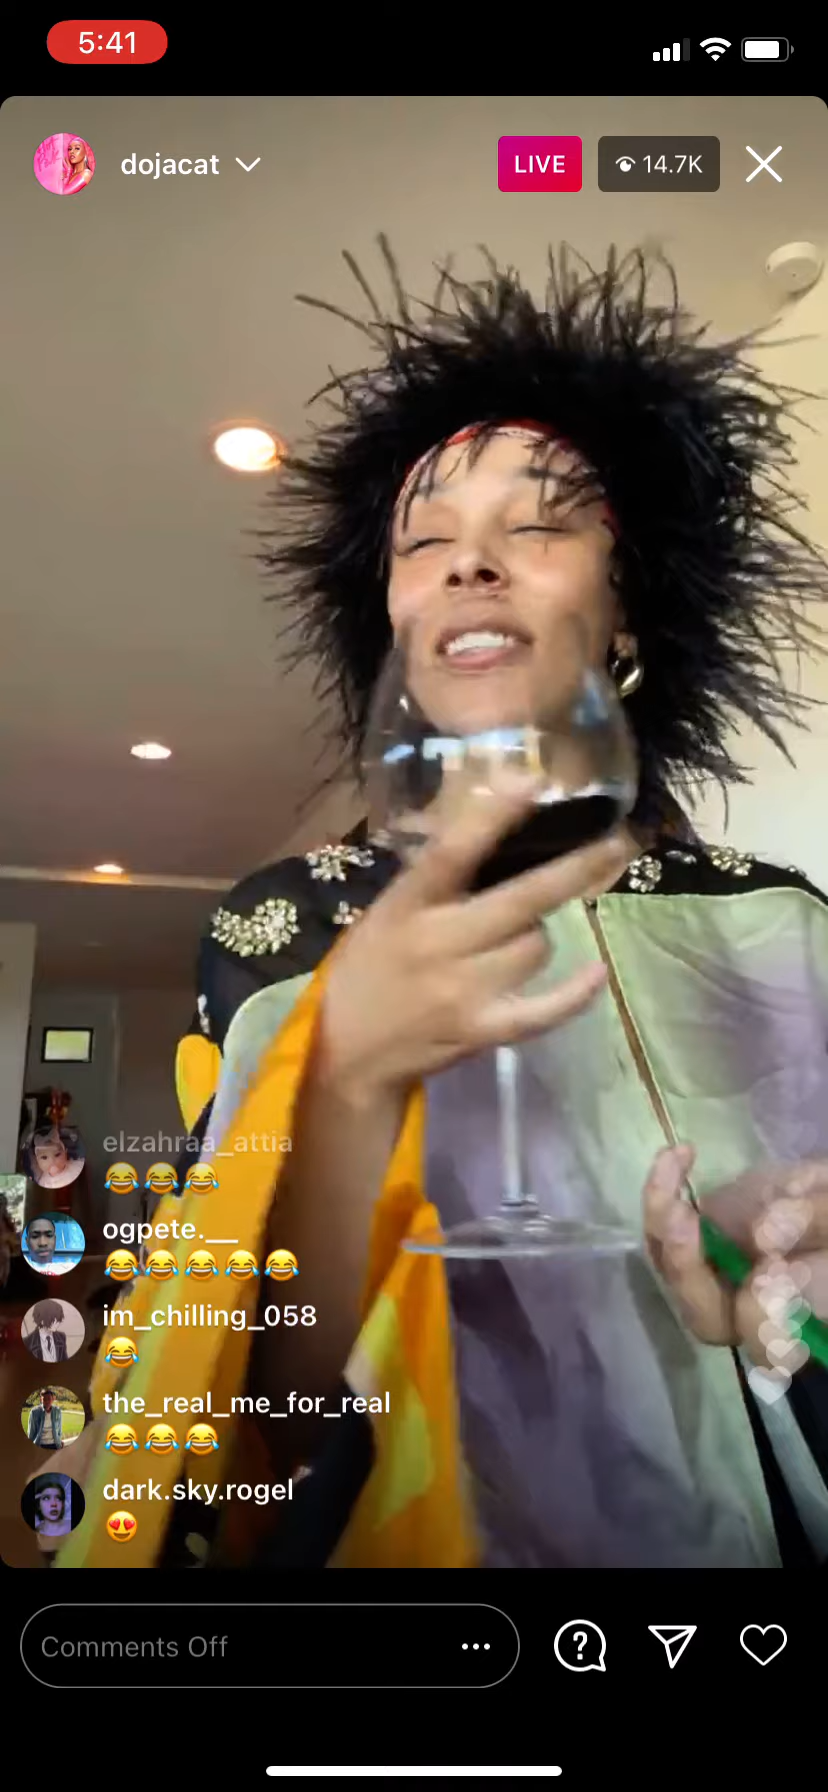 5:41
dojacat
LIVE
14.7K
elzahraa_attia
😂😂😂
ogpete.__
😂😂😂😂😂
im_chilling_058
😂
the_real_me_for_real
😂😂😂
dark.sky.rogel
😍
Comments Off